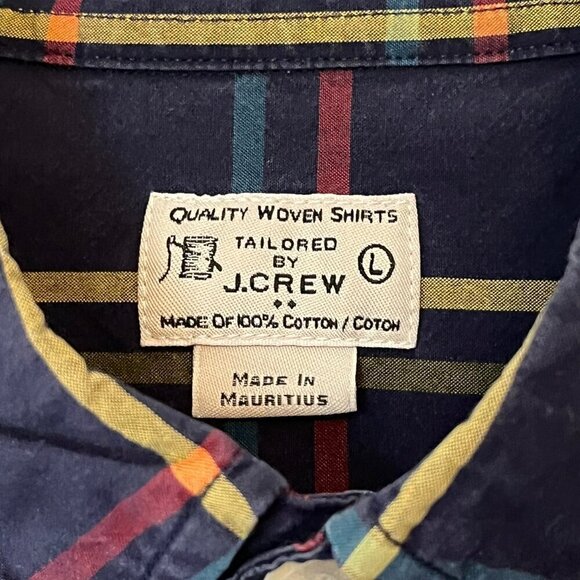 QUALITY WOVEN SHIRTS
TAILORED
BY
L
J.CREW
MADE OF 100% COTTON / COTON
MADE IN
MAURITIUS